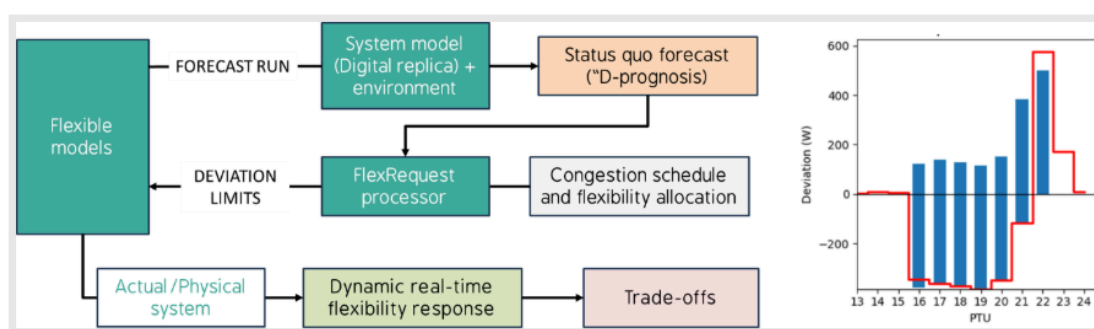 FORECAST RUN
System model
(Digital replica) +
environment
Status quo forecast
("D-prognosis)
Flexible
models
DEVIATION
LIMITS
FlexRequest
processor
Congestion schedule
and flexibility allocation
Actual/Physical
system
Dynamic real-time
flexibility response
Trade-offs
Deviation (W)
600
400
200
0
−200
13 14 15 16 17 18 19 20 21 22 23 24
PTU